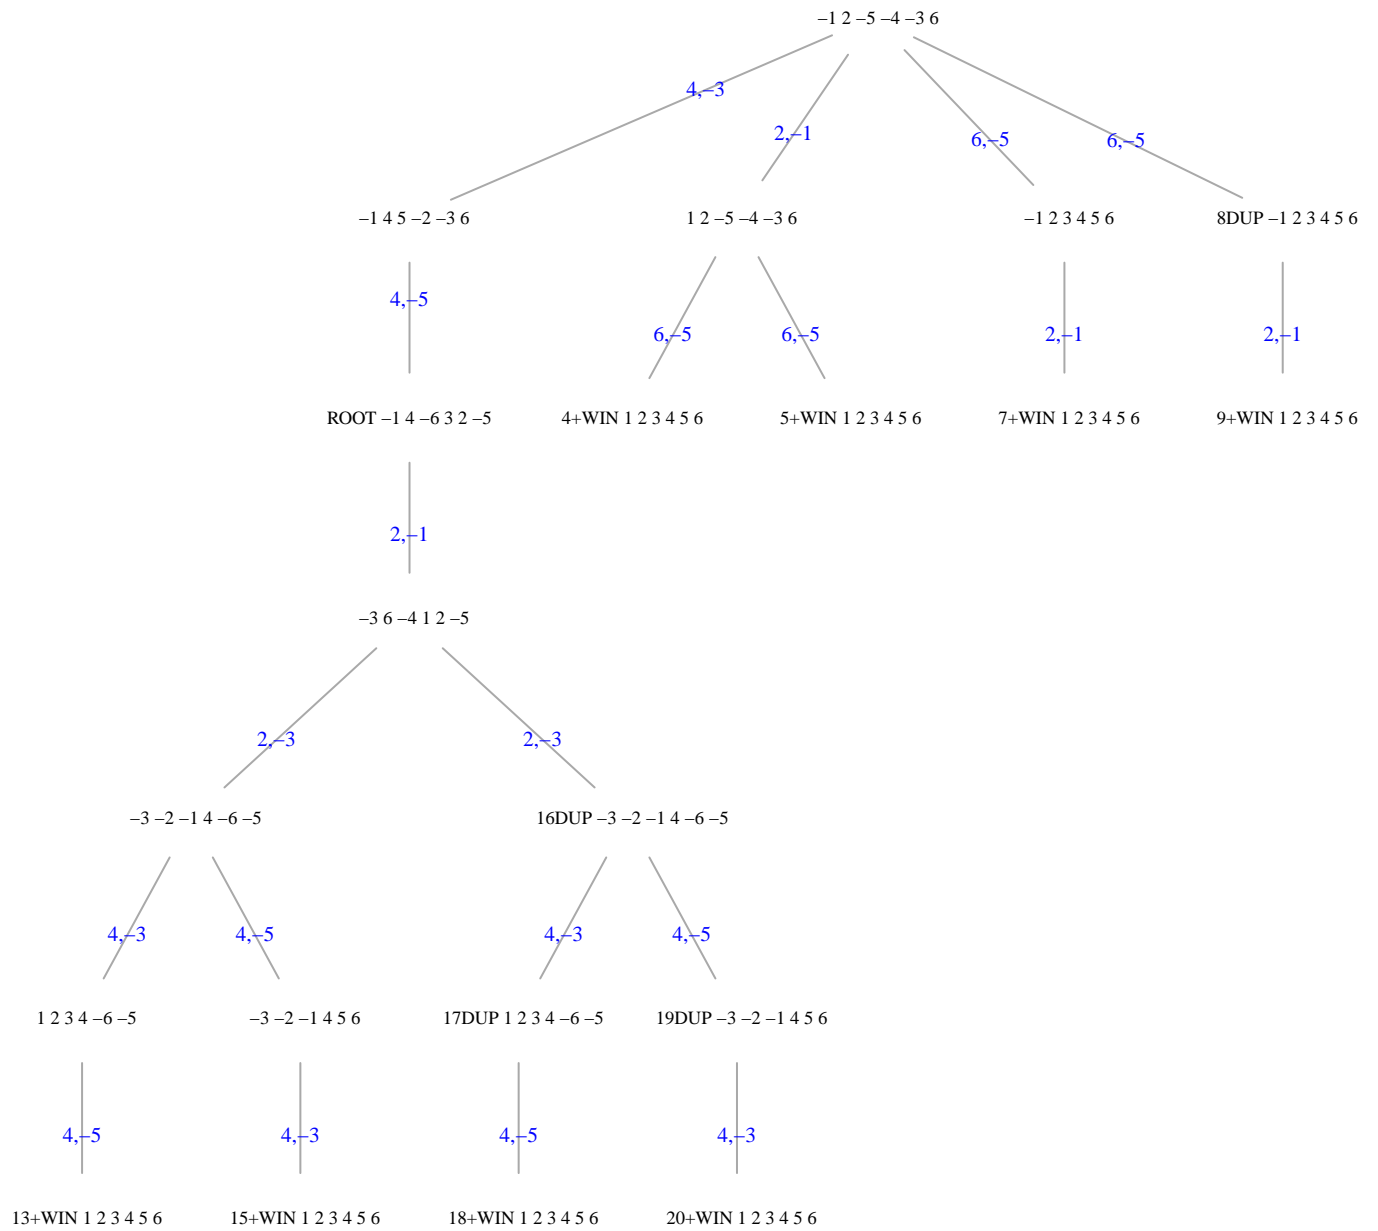 –1 2 –5 –4 –3 6
4,–3
2,–1
6,–5
6,–5
–1 4 5 –2 –3 6
1 2 –5 –4 –3 6
–1 2 3 4 5 6
8DUP –1 2 3 4 5 6
4,–5
6,–5
6,–5
2,–1
2,–1
ROOT –1 4 –6 3 2 –5
4+WIN 1 2 3 4 5 6
5+WIN 1 2 3 4 5 6
7+WIN 1 2 3 4 5 6
9+WIN 1 2 3 4 5 6
2,–1
–3 6 –4 1 2 –5
2,–3
2,–3
–3 –2 –1 4 –6 –5
16DUP –3 –2 –1 4 –6 –5
4,–3
4,–5
4,–3
4,–5
1 2 3 4 –6 –5
–3 –2 –1 4 5 6
17DUP 1 2 3 4 –6 –5
19DUP –3 –2 –1 4 5 6
4,–5
4,–3
4,–5
4,–3
13+WIN 1 2 3 4 5 6
15+WIN 1 2 3 4 5 6
18+WIN 1 2 3 4 5 6
20+WIN 1 2 3 4 5 6